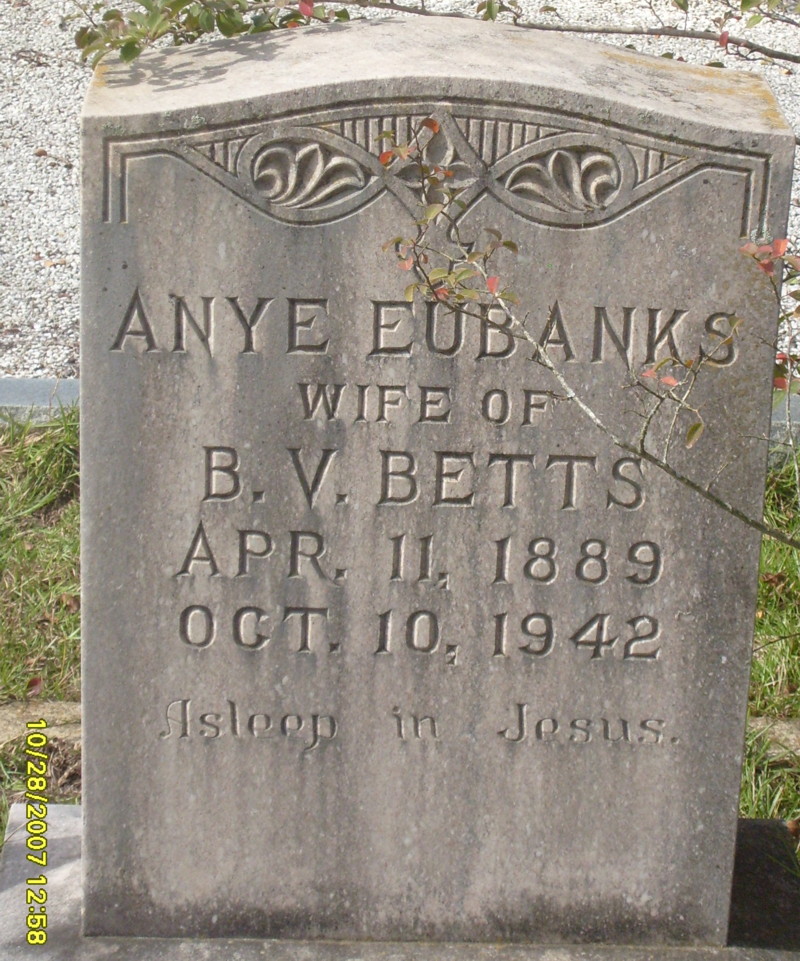 ANYE EUBANKS
WIFE OF
B. V. BETTS
APR. 11, 1889
OCT. 10, 1942
Asleep in Jesus.
10/28/2007 12:58